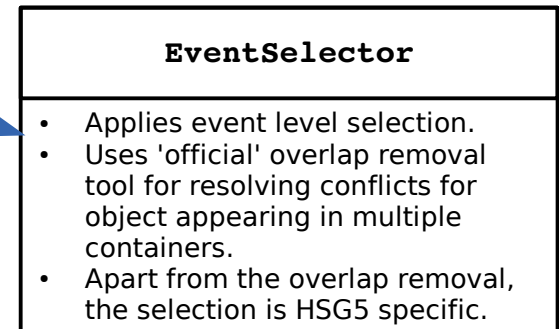 EventSelector
• Applies event level selection.
• Uses 'official' overlap removal
tool for resolving conflicts for
object appearing in multiple
containers.
• Apart from the overlap removal,
the selection is HSG5 specific.